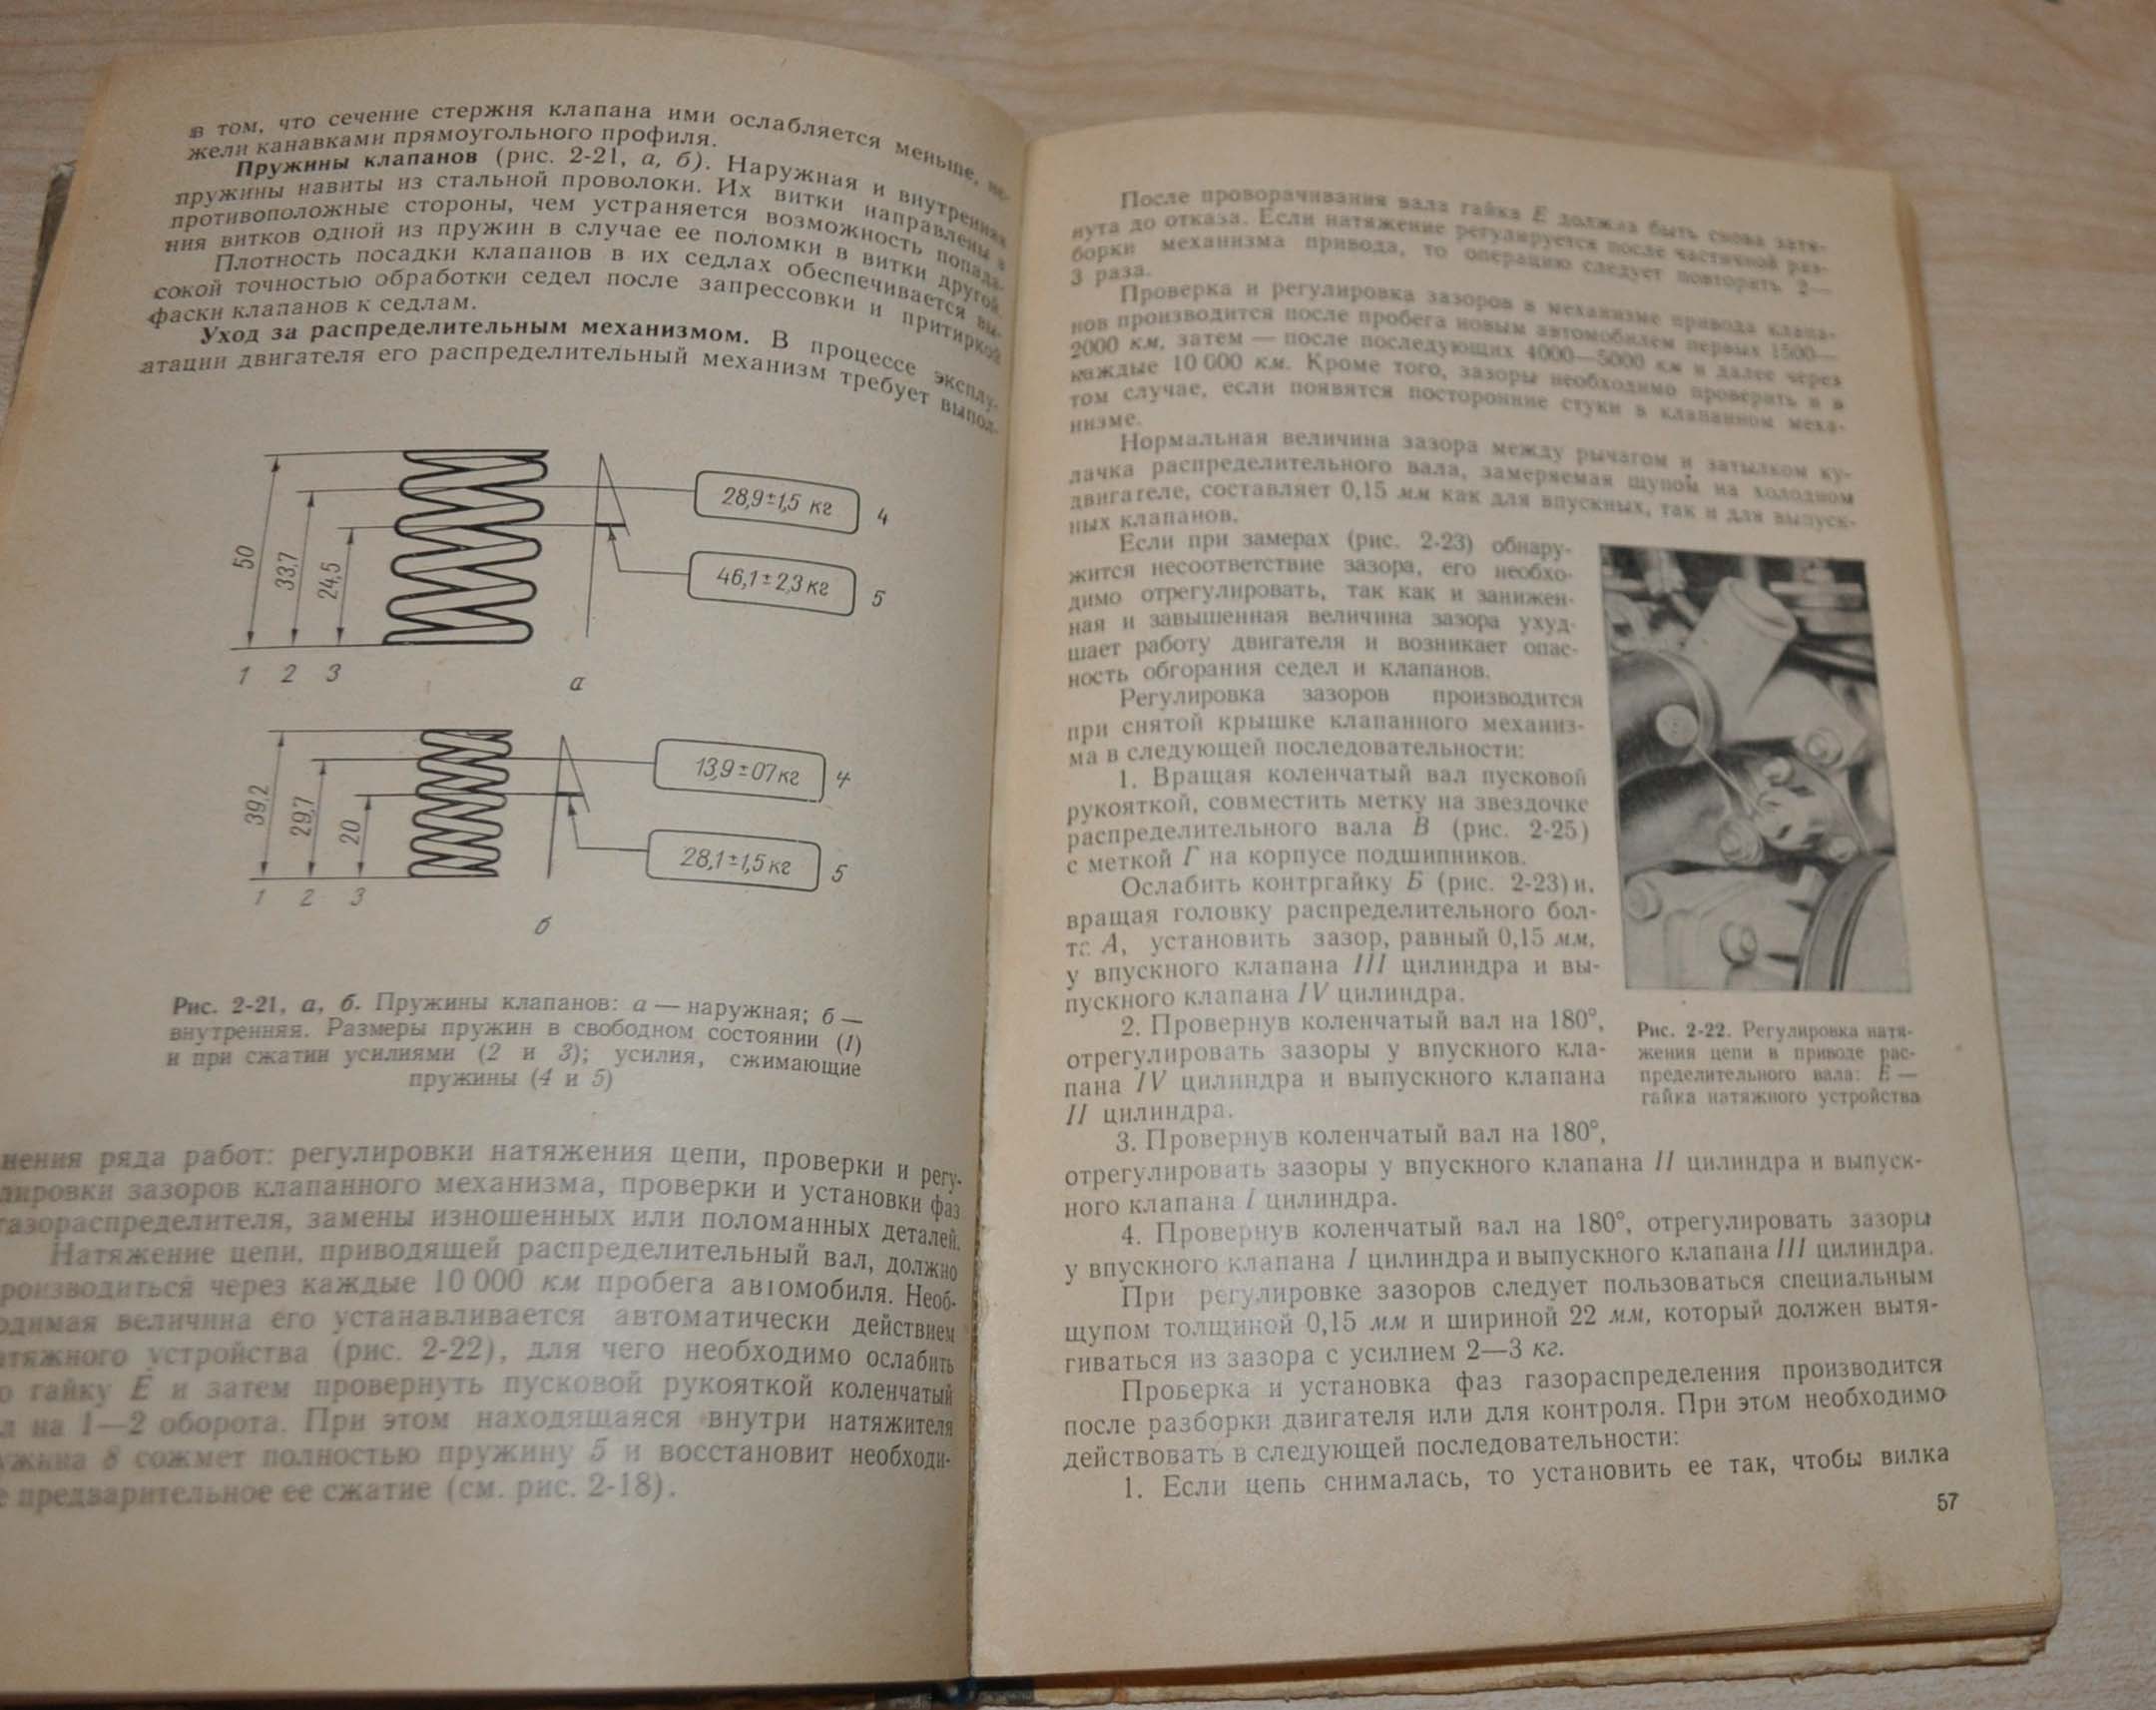 в том, что сечение стержня клапана ими ослабляется меньше, не-
жели канавками прямоугольного профиля.
Пружины клапанов (рис. 2-21, а, б). Наружная и внутренняя
пружины навиты из стальной проволоки. Их витки направлены в
противоположные стороны, чем устраняется возможность попада-
ния витков одной из пружин в случае ее поломки в витки другой.
Плотность посадки клапанов в их седлах обеспечивается вы-
сокой точностью обработки седел после запрессовки и притиркой
фаски клапанов к седлам.
Уход за распределительным механизмом. В процессе эксплу-
атации двигателя его распределительный механизм требует выпол-
50
33,7
24,5
28,9±1,5 кг
4
46,1±2,3 кг
5
1 2 3
а
39,2
29,7
20
13,9±07кг
4
28,1±1,5кг
5
1 2 3
б
Рис. 2-21, а, б. Пружины клапанов: а — наружная; б —
внутренняя. Размеры пружин в свободном состоянии (1)
и при сжатии усилиями (2 и 3); усилия, сжимающие
пружины (4 и 5)
нения ряда работ: регулировки натяжения цепи, проверки и регу-
лировки зазоров клапанного механизма, проверки и установки фаз
газораспределителя, замены изношенных или поломанных деталей.
Натяжение цепи, приводящей распределительный вал, должно
роизводиться через каждые 10 000 км пробега автомобиля. Необ-
одимая величина его устанавливается автоматически действием
атяжного устройства (рис. 2-22), для чего необходимо ослабить
о гайку Е и затем провернуть пусковой рукояткой коленчатый
л на 1—2 оборота. При этом находящаяся внутри натяжителя
ужина 8 сожмет полностью пружину 5 и восстановит необходи-
е предварительное ее сжатие (см. рис. 2-18).
После проворачивания вала гайка Е должна быть снова затя-
нута до отказа. Если натяжение регулируется после частичной раз-
борки механизма привода, то операцию следует повторить 2—
3 раза.
Проверка и регулировка зазоров в механизме привода клапа-
нов производится после пробега новым автомобилем первых 1500—
2000 км, затем — после последующих 4000—5000 км и далее через
каждые 10 000 км. Кроме того, зазоры необходимо проверять и в
том случае, если появятся посторонние стуки в клапанном меха-
низме.
Нормальная величина зазора между рычагом и затылком ку-
лачка распределительного вала, замеряемая щупом на холодном
двигателе, составляет 0,15 мм как для впускных, так и для выпуск-
ных клапанов.
Если при замерах (рис. 2-23) обнару-
жится несоответствие зазора, его необхо-
димо отрегулировать, так как и занижен-
ная и завышенная величина зазора ухуд-
шает работу двигателя и возникает опас-
ность обгорания седел и клапанов.
Регулировка зазоров производится
при снятой крышке клапанного механиз-
ма в следующей последовательности:
1. Вращая коленчатый вал пусковой
рукояткой, совместить метку на звездочке
распределительного вала В (рис. 2-25)
с меткой Г на корпусе подшипников.
Ослабить контргайку Б (рис. 2-23) и,
вращая головку распределительного бол-
та А, установить зазор, равный 0,15 мм,
у впускного клапана III цилиндра и вы-
пускного клапана IV цилиндра.
2. Провернув коленчатый вал на 180°,
отрегулировать зазоры у впускного кла-
пана IV цилиндра и выпускного клапана
II цилиндра.
Рис. 2-22. Регулировка натя-
жения цепи в приводе рас-
пределительного вала: Е —
гайка натяжного устройства
3. Провернув коленчатый вал на 180°,
отрегулировать зазоры у впускного клапана II цилиндра и выпуск-
ного клапана I цилиндра.
4. Провернув коленчатый вал на 180°, отрегулировать зазоры
у впускного клапана I цилиндра и выпускного клапана III цилиндра.
При регулировке зазоров следует пользоваться специальным
щупом толщиной 0,15 мм и шириной 22 мм, который должен вытя-
гиваться из зазора с усилием 2—3 кг.
Проверка и установка фаз газораспределения производится
после разборки двигателя или для контроля. При этом необходимо
действовать в следующей последовательности:
1. Если цепь снималась, то установить ее так, чтобы вилка
57